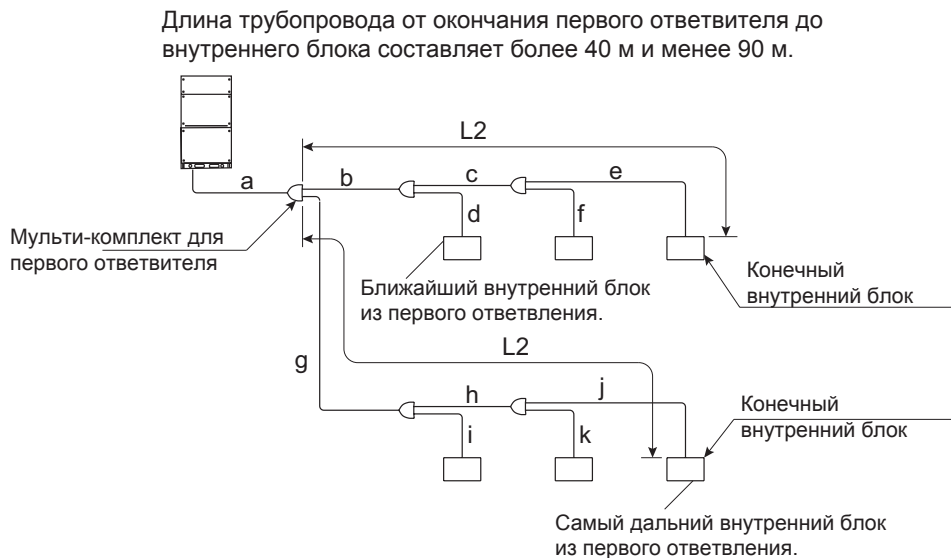 Длина трубопровода от окончания первого ответвителя до
внутреннего блока составляет более 40 м и менее 90 м.
L2
a
b
c
e
d
f
Мульти-комплект для
первого ответвителя
Ближайший внутренний блок
из первого ответвления.
Конечный
внутренний блок
g
L2
h
j
i
k
Конечный
внутренний блок
Самый дальний внутренний блок
из первого ответвления.